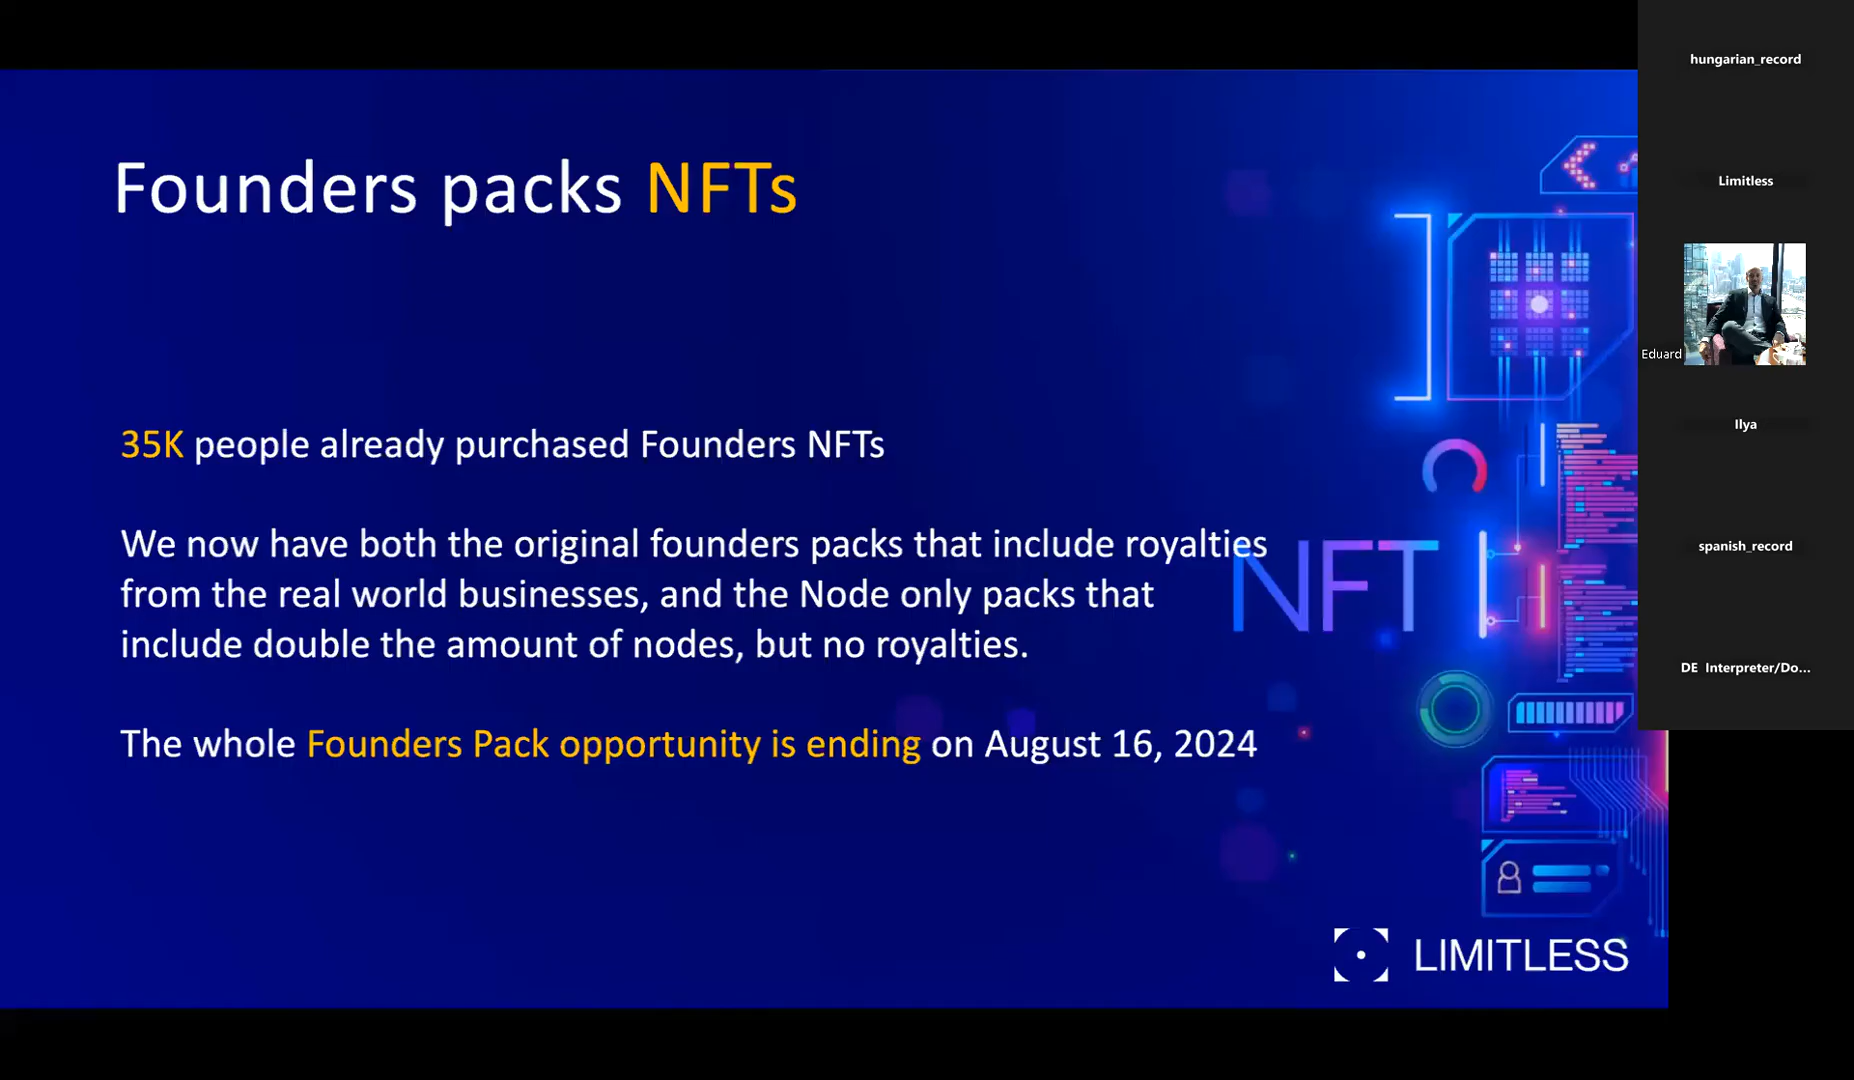 Founders packs NFTs
35K people already purchased Founders NFTs
We now have both the original founders packs that include royalties
from the real world businesses, and the Node only packs that
include double the amount of nodes, but no royalties.
The whole Founders Pack opportunity is ending on August 16, 2024
NFT
LIMITLESS
hungarian_record
Limitless
Eduard
Ilya
spanish_record
DE Interpreter/Do...